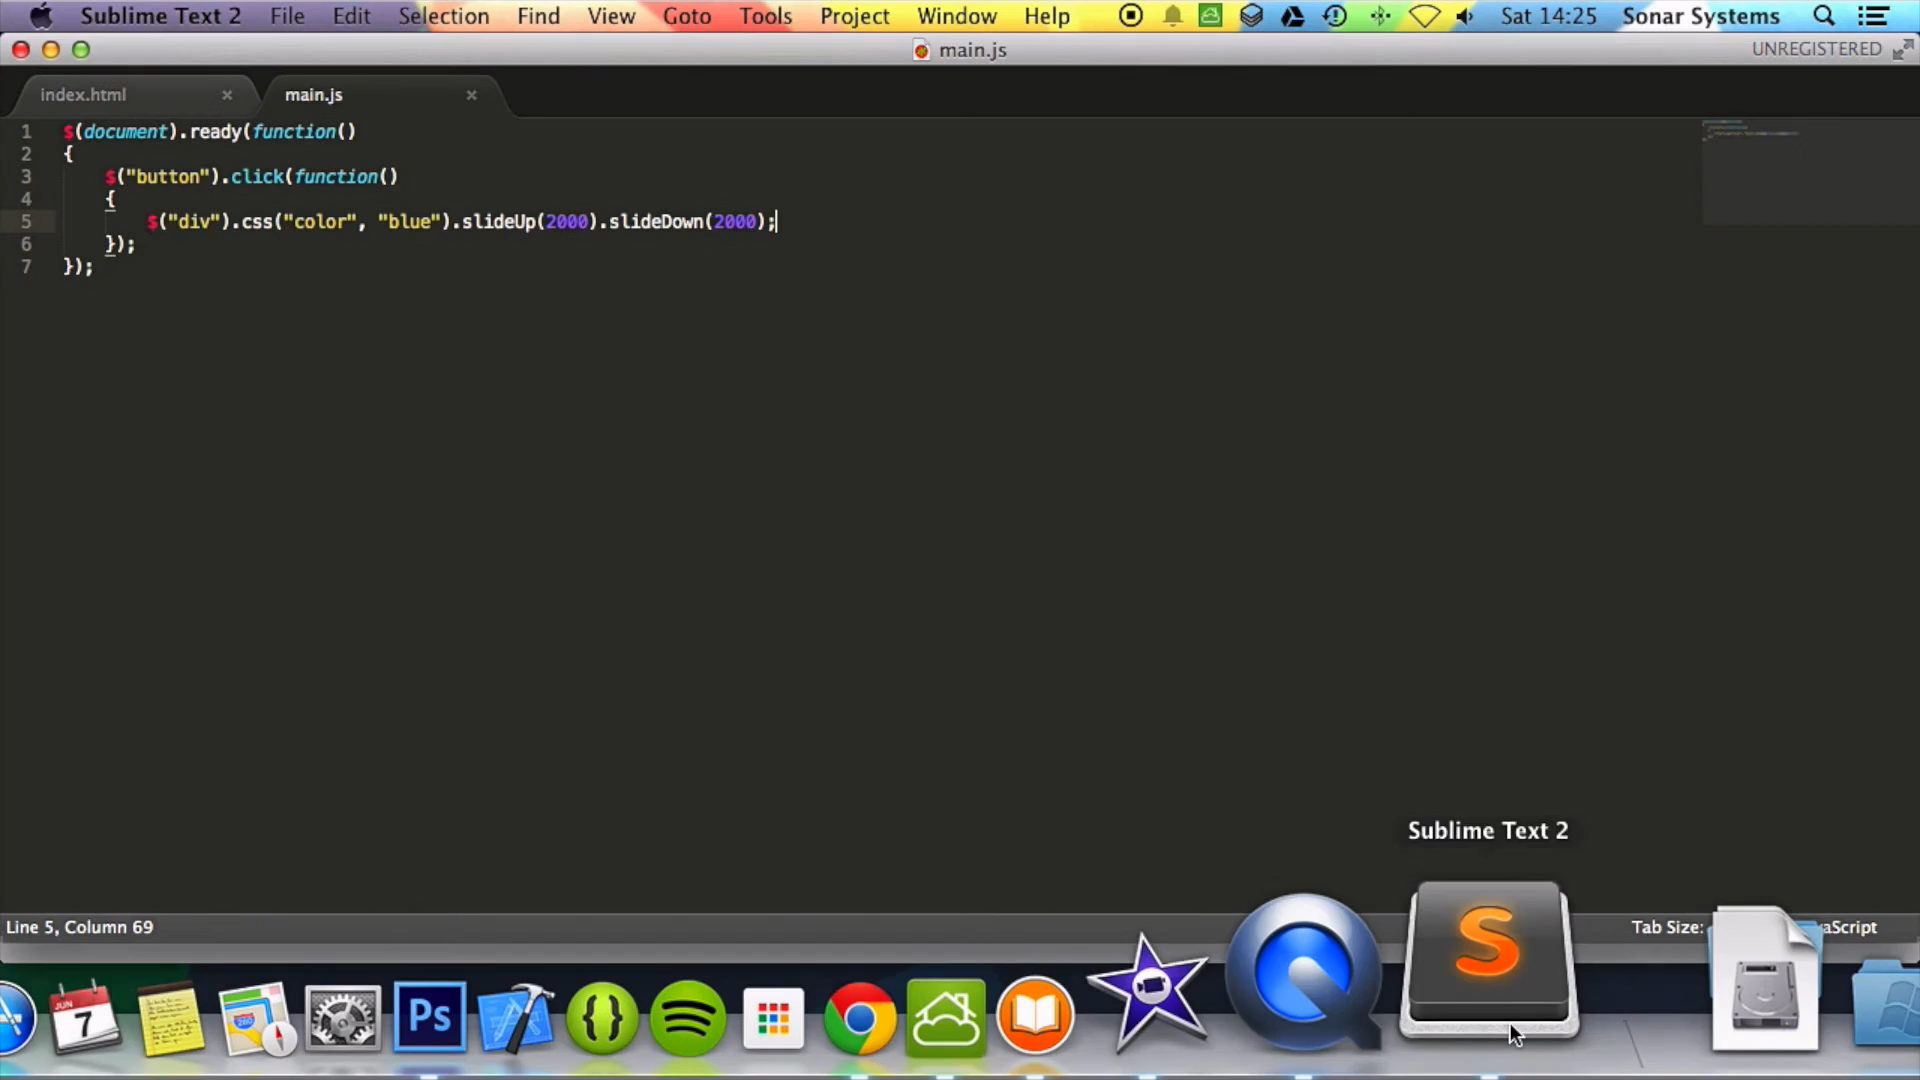 Sublime Text 2 File Edit Selection Find View Goto Tools Project Window Help Sat 14:25 Sonar Systems
main.js UNREGISTERED
index.html × main.js ×
1 $(document).ready(function()
2 {
3 $("button").click(function()
4 {
5 $("div").css("color", "blue").slideUp(2000).slideDown(2000);
6 });
7 });
Sublime Text 2
Line 5, Column 69 Tab Size: aScript
JUN
7
Ps
{}
S